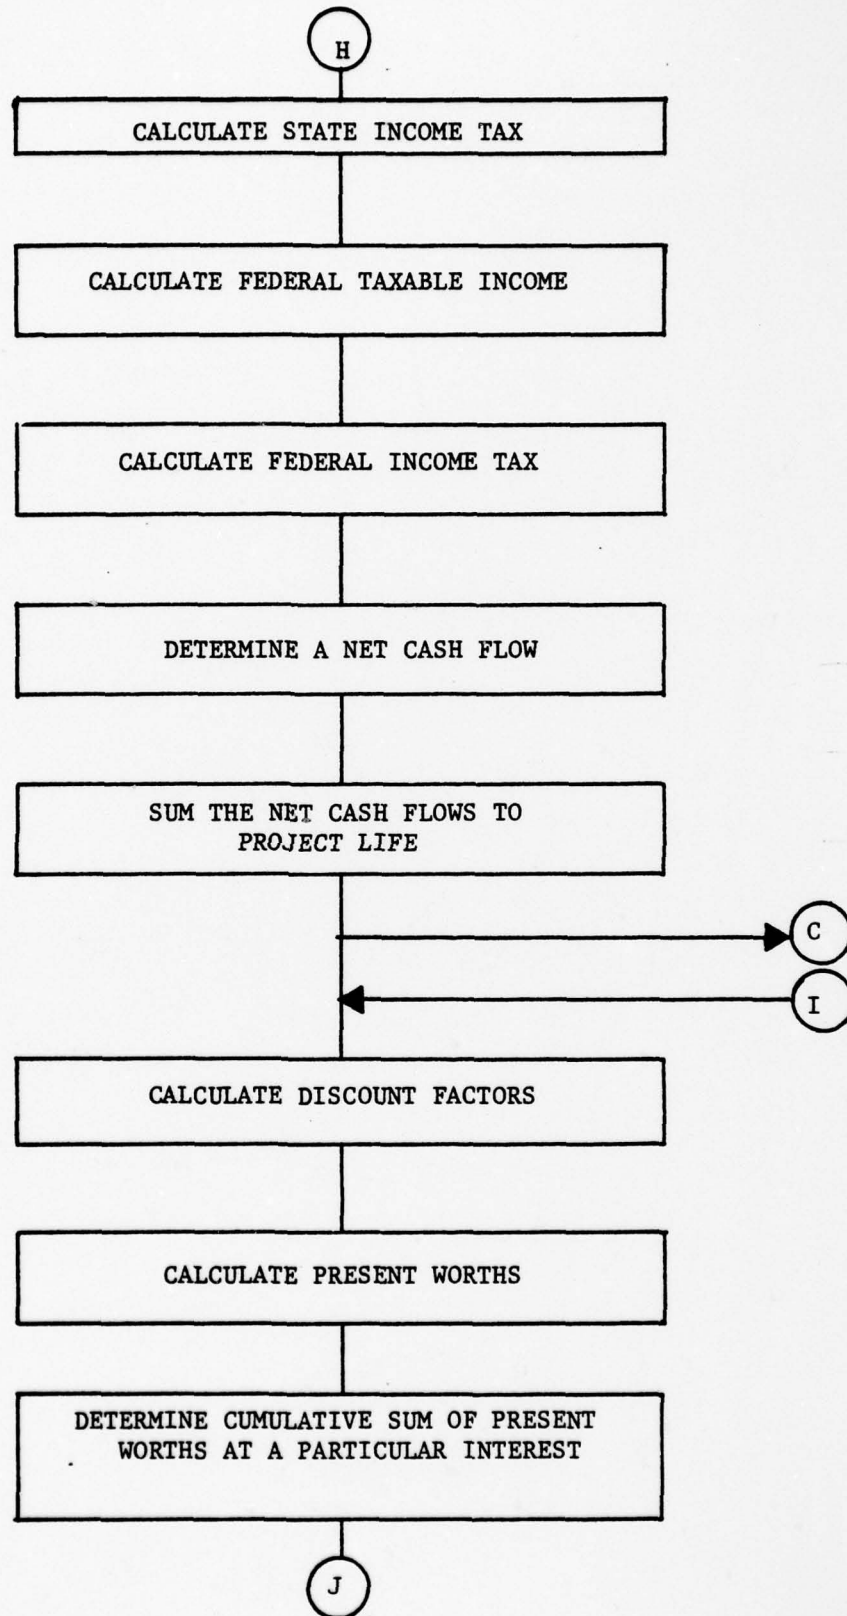 H
CALCULATE STATE INCOME TAX
CALCULATE FEDERAL TAXABLE INCOME
CALCULATE FEDERAL INCOME TAX
DETERMINE A NET CASH FLOW
SUM THE NET CASH FLOWS TO
PROJECT LIFE
C
I
CALCULATE DISCOUNT FACTORS
CALCULATE PRESENT WORTHS
DETERMINE CUMULATIVE SUM OF PRESENT
WORTHS AT A PARTICULAR INTEREST
J